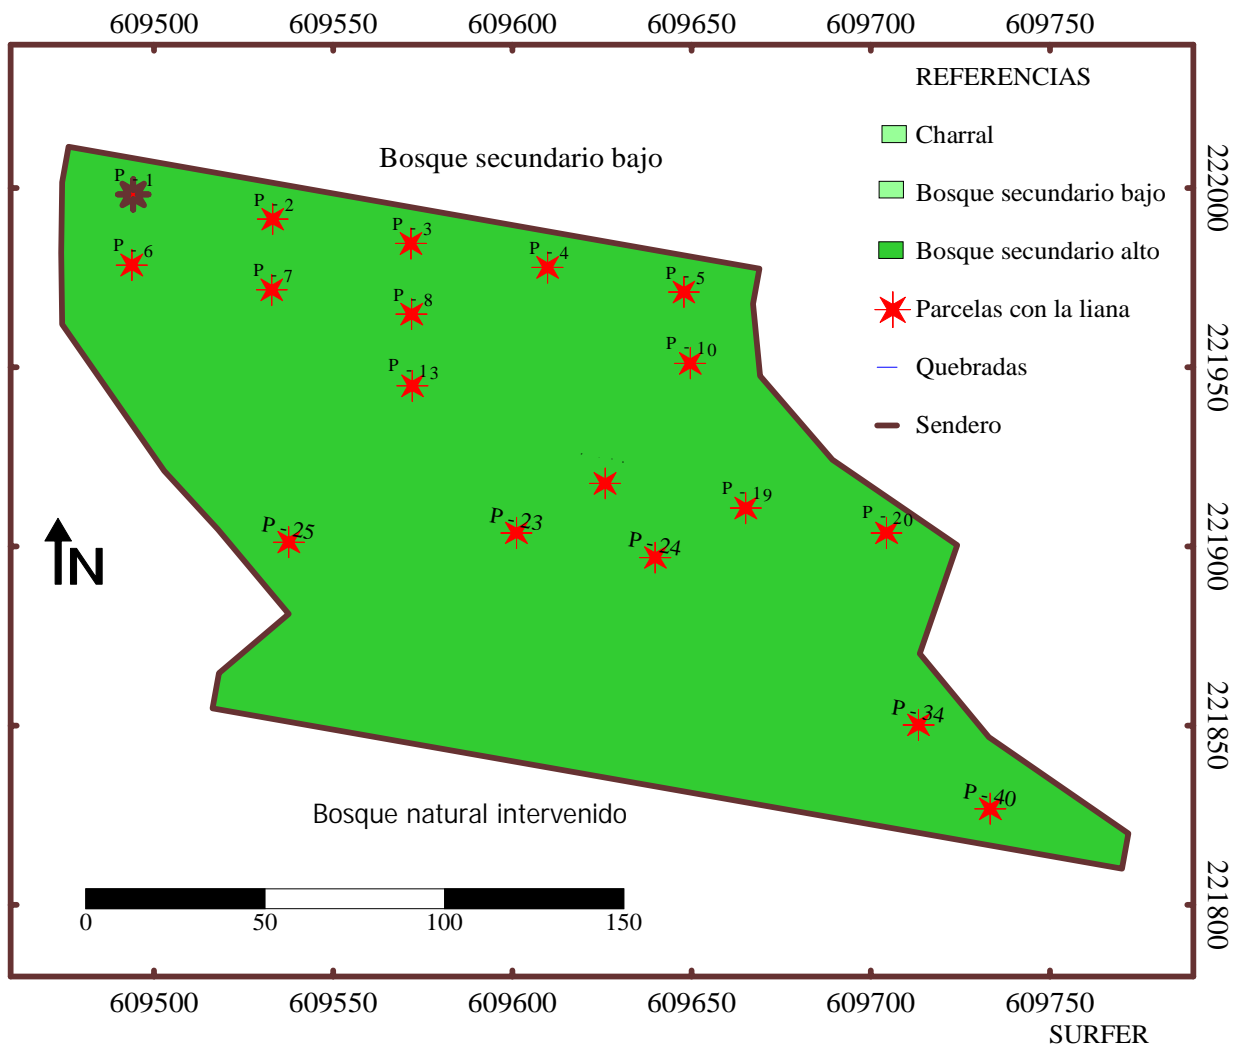 609500 609550 609600 609650 609700 609750
REFERENCIAS
Charral
Bosque secundario bajo
Bosque secundario alto
Parcelas con la liana
Quebradas
Sendero
Bosque secundario bajo
P - 1
P - 2
P - 3
P - 4
P - 5
P - 6
P - 7
P - 8
P - 10
P - 13
P - 19
P - 20
P - 23
P - 24
P - 25
P - 34
P - 40
N
Bosque natural intervenido
0 50 100 150
222000
221950
221900
221850
221800
609500 609550 609600 609650 609700 609750
SURFER